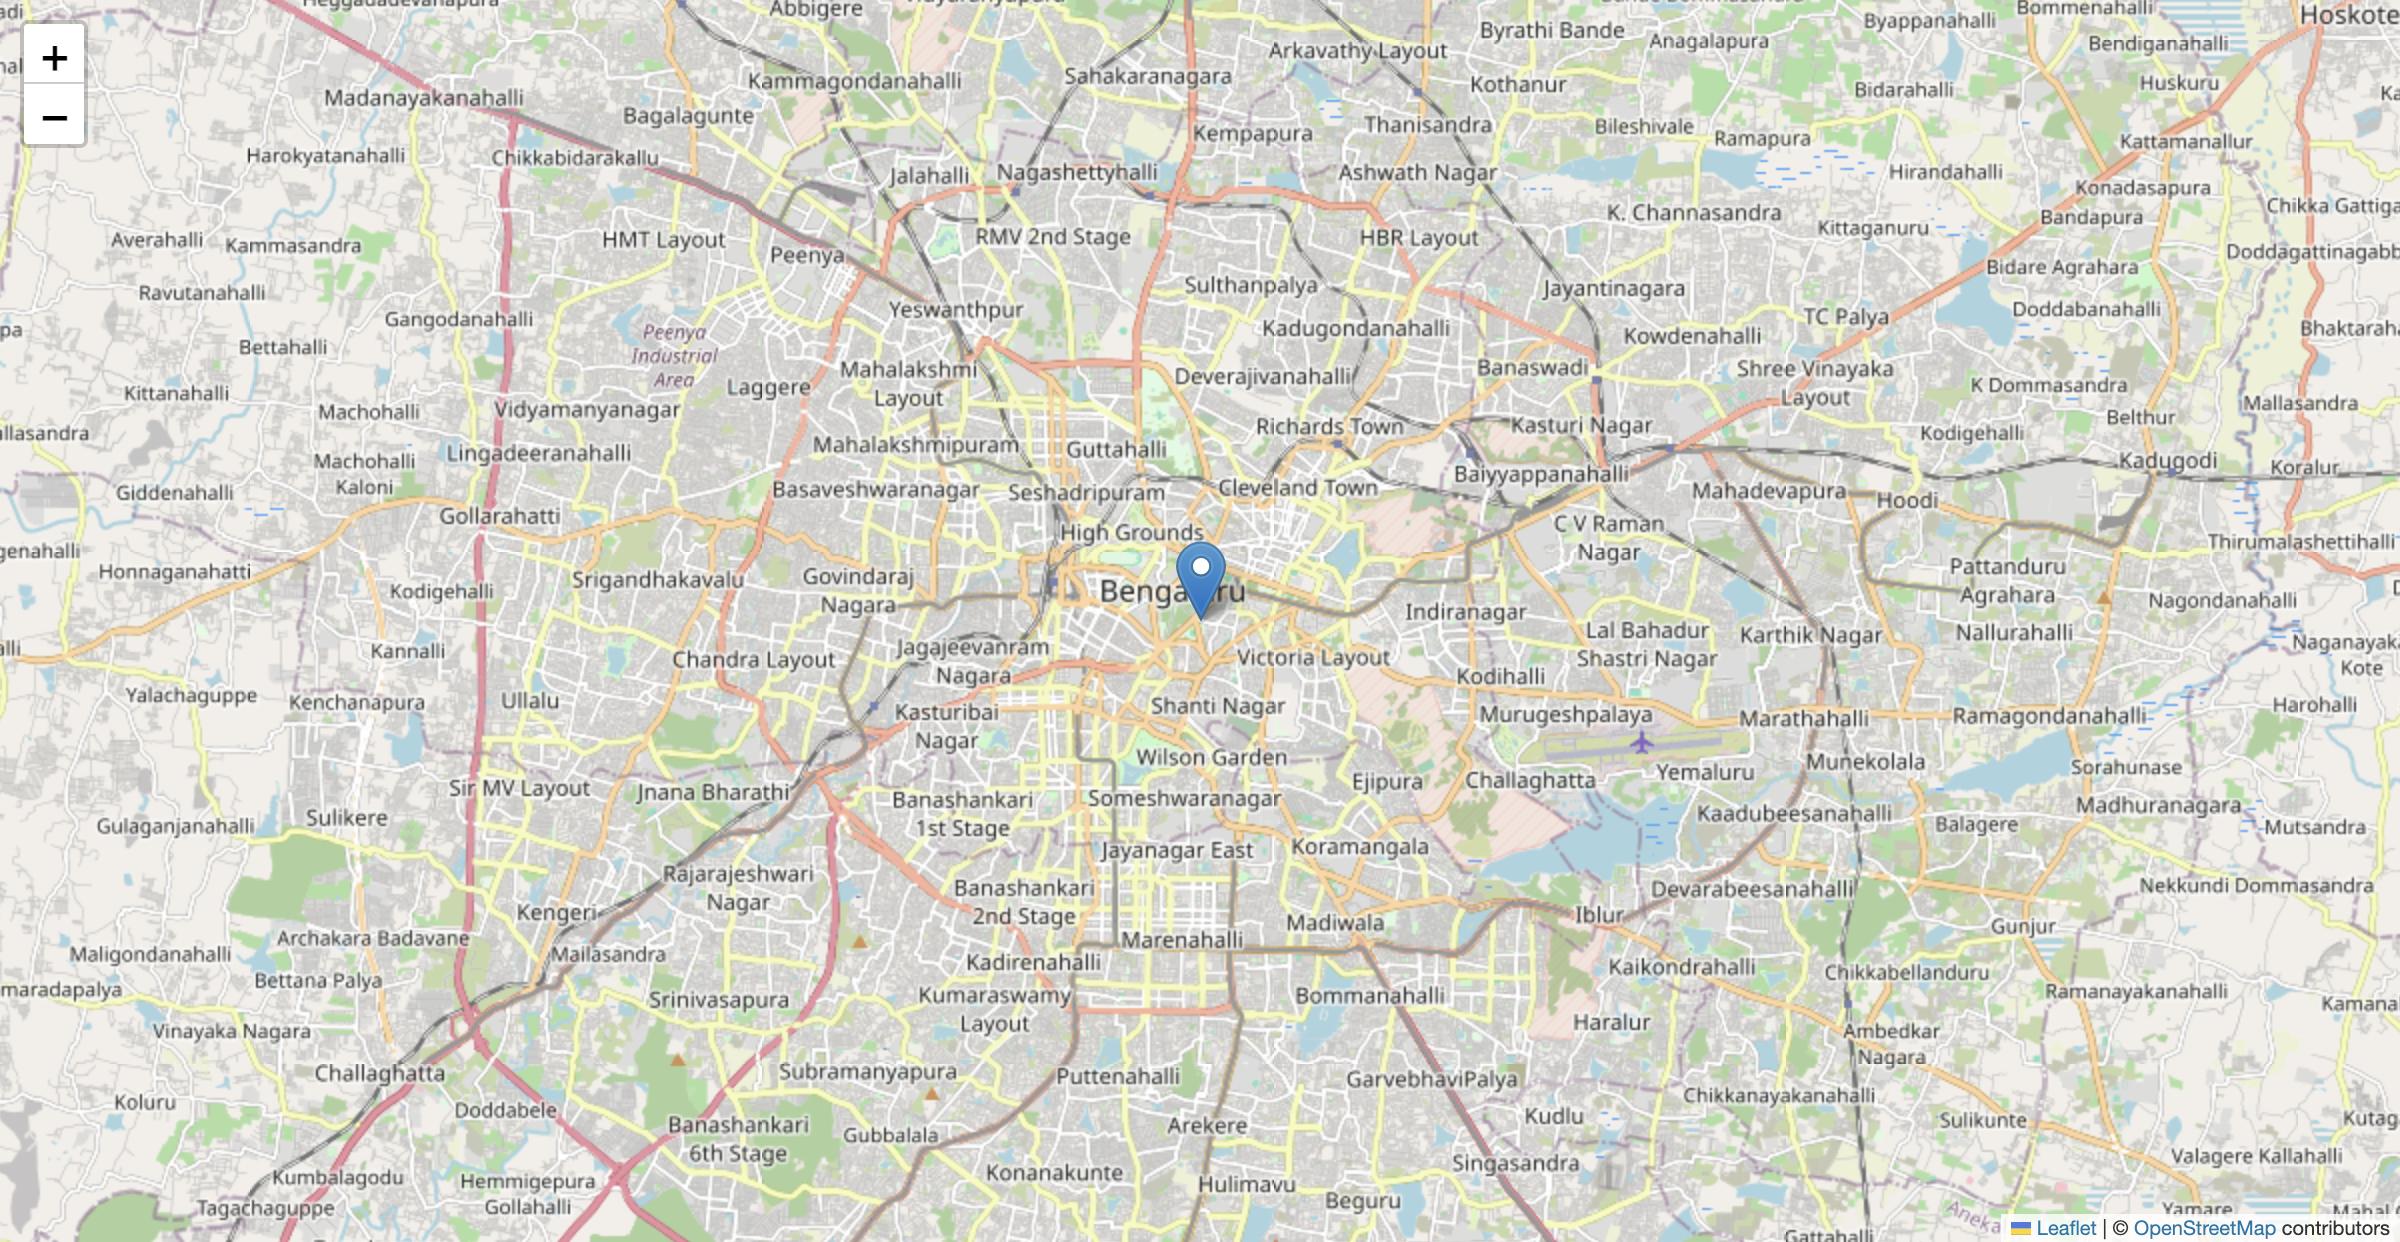 Heggadadevanapura
Abbigere
Byappanahalli
Bommenahalli
Hoskote
+
−
Arkavathy Layout
Byrathi Bande
Anagalapura
Bendiganahalli
Kammagondanahalli
Sahakaranagara
Kothanur
Bidarahalli
Huskuru
Madanayakanahalli
Bagalagunte
Kempapura
Thanisandra
Bileshivale
Ramapura
Kattamanallur
Harokyatanahalli
Chikkabidarakallu
Jalahalli
Nagashettyhalli
Ashwath Nagar
Hirandahalli
Konadasapura
Averahalli
Kammasandra
HMT Layout
Peenya
RMV 2nd Stage
HBR Layout
K. Channasandra
Kittaganuru
Bandapura
Chikka Gattiga
Doddagattinagabb
Ravutanahalli
Gangodanahalli
Yeswanthpur
Sulthanpalya
Jayantinagara
Bidare Agrahara
Doddabanahalli
Bettahalli
Peenya
Industrial
Area
Kadugondanahalli
Kowdenahalli
TC Palya
Bhaktaraha
Kittanahalli
Machohalli
Vidyamanyanagar
Laggere
Mahalakshmi
Layout
Deverajivanahalli
Banaswadi
Shree Vinayaka
Layout
K Dommasandra
Mallasandra
allasandra
Machohalli
Kaloni
Lingadeeranahalli
Mahalakshmipuram
Guttahalli
Richards Town
Kasturi Nagar
Kodigehalli
Belthur
Giddenahalli
Gollarahatti
Basaveshwaranagar
Seshadripuram
Cleveland Town
Baiyyappanahalli
Mahadevapura
Hoodi
Kadugodi
Koralur
genahalli
Honnaganahatti
High Grounds
C V Raman
Nagar
Thirumalashettihalli
Kodigehalli
Srigandhakavalu
Govindaraj
Nagara
Indiranagar
Pattanduru
Agrahara
Nagondanahalli
Kannalli
Chandra Layout
Jagajeevanram
Nagara
Victoria Layout
Lal Bahadur
Shastri Nagar
Karthik Nagar
Nallurahalli
Naganayak
Kote
Yalachaguppe
Kenchanapura
Ullalu
Kasturibai
Nagar
Shanti Nagar
Kodihalli
Murugeshpalaya
Marathahalli
Ramagondanahalli
Harohalli
Sir MV Layout
Jnana Bharathi
Wilson Garden
Ejipura
Challaghatta
Yemaluru
Munekolala
Sorahunase
Gulaganjanahalli
Sulikere
Banashankari
1st Stage
Someshwaranagar
Kaadubeesanahalli
Balagere
Madhuranagara
Mutsandra
Rajarajeshwari
Nagar
Jayanagar East
Koramangala
Devarabeesanahalli
Nekkundi Dommasandra
Kengeri
Banashankari
2nd Stage
Madiwala
Iblur
Gunjur
Archakara Badavane
Maligondanahalli
Mailasandra
Marenahalli
Kadirenahalli
Kaikondrahalli
Chikkabellanduru
Bettana Palya
maradapalya
Srinivasapura
Kumaraswamy
Layout
Bommanahalli
Ramanayakanahalli
Kamana
Vinayaka Nagara
Haralur
Ambedkar
Nagara
Challaghatta
Subramanyapura
Puttenahalli
GarvebhaviPalya
Chikkanayakanahalli
Koluru
Doddabele
Banashankari
6th Stage
Gubbalala
Arekere
Kudlu
Sulikunte
Kutag
Kumbalagodu
Hemmigepura
Gollahalli
Konanakunte
Hulimavu
Singasandra
Valagere Kallahalli
Tagachaguppe
Beguru
Yamare
Leaflet | © OpenStreetMap contributors